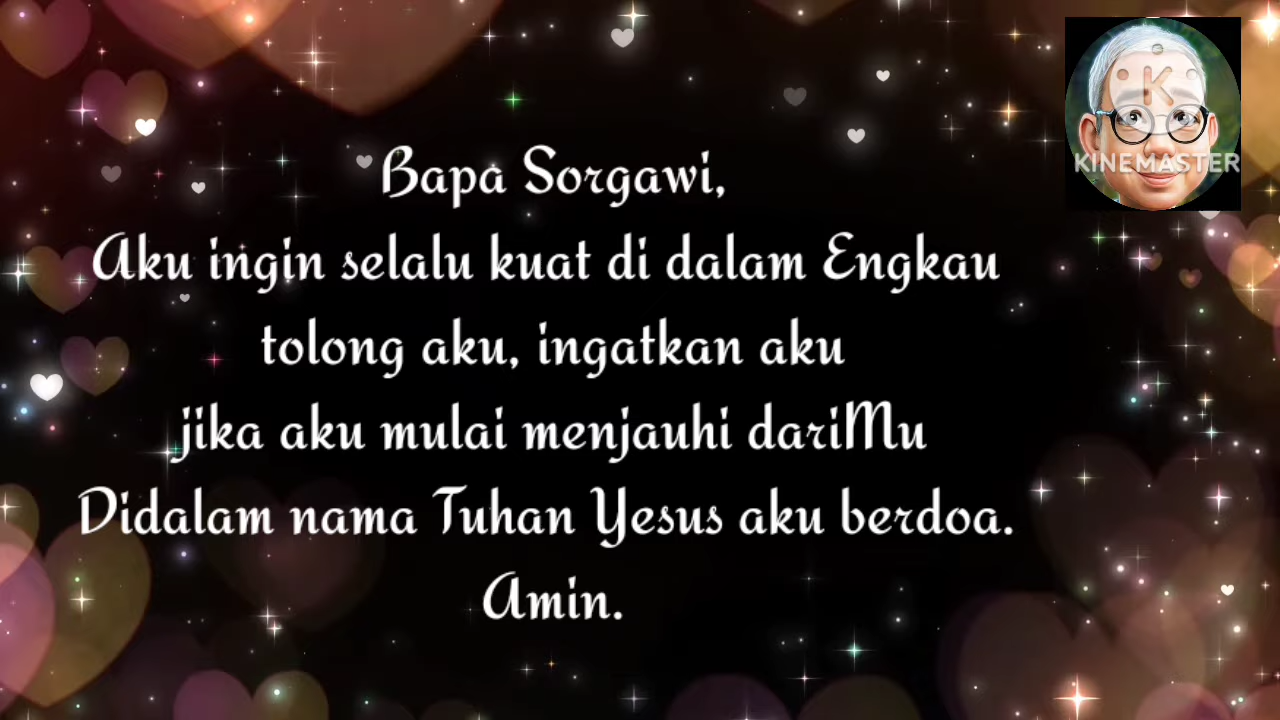 Bapa Sorgawi,
Aku ingin selalu kuat di dalam Engkau
tolong aku, ingatkan aku
jika aku mulai menjauhi dariMu
Didalam nama Tuhan Yesus aku berdoa.
Amin.
K
KINEMASTER